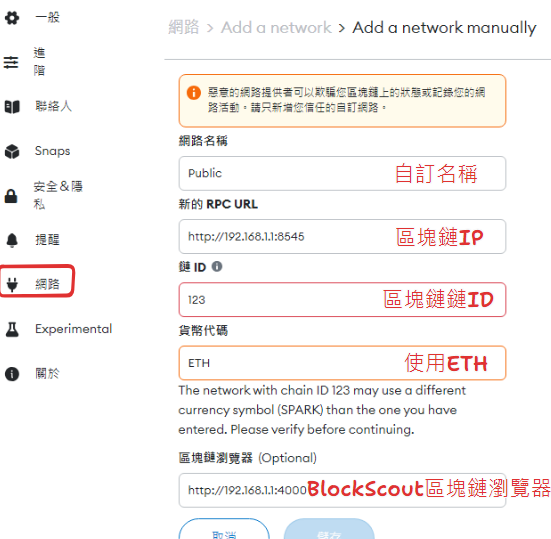 一般
網路 > Add a network > Add a network manually
進
階
聯絡人
Snaps
安全&隱
私
提醒
網路
Experimental
關於
惡意的網路提供者可以欺騙您區塊鏈上的狀態或記錄您的網
路活動。請只新增您信任的自訂網路。
網路名稱
Public 自訂名稱
新的 RPC URL
http://192.168.1.1:8545 區塊鏈IP
鏈 ID
123 區塊鏈鏈ID
貨幣代碼
ETH 使用ETH
The network with chain ID 123 may use a different
currency symbol (SPARK) than the one you have
entered. Please verify before continuing.
區塊鏈瀏覽器 (Optional)
http://192.168.1.1:4000 BlockScout區塊鏈瀏覽器
取消 儲存